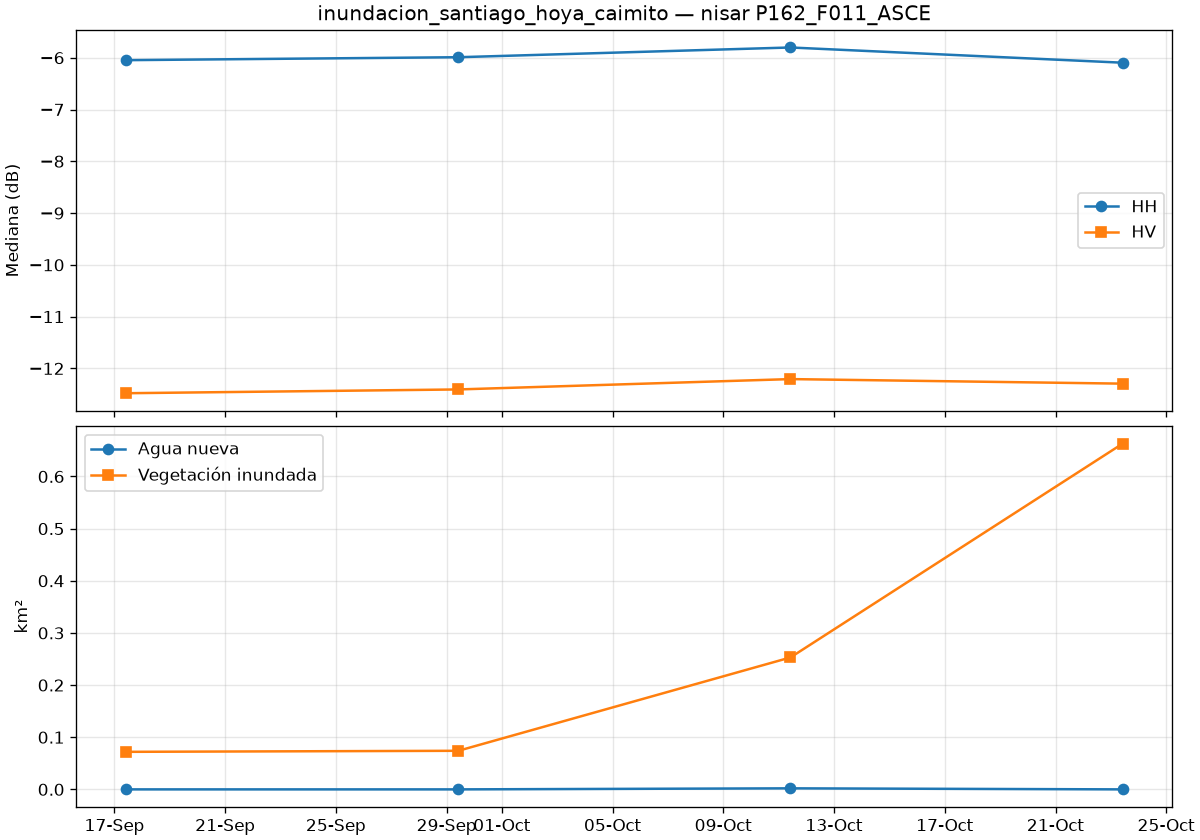 inundacion_santiago_hoya_caimito — nisar P162_F011_ASCE
Mediana (dB)
−6
−7
−8
−9
−10
−11
−12
HH
HV
Agua nueva
Vegetación inundada
km²
0.6
0.5
0.4
0.3
0.2
0.1
0.0
17-Sep 21-Sep 25-Sep 29-Sep 01-Oct 05-Oct 09-Oct 13-Oct 17-Oct 21-Oct 25-Oct